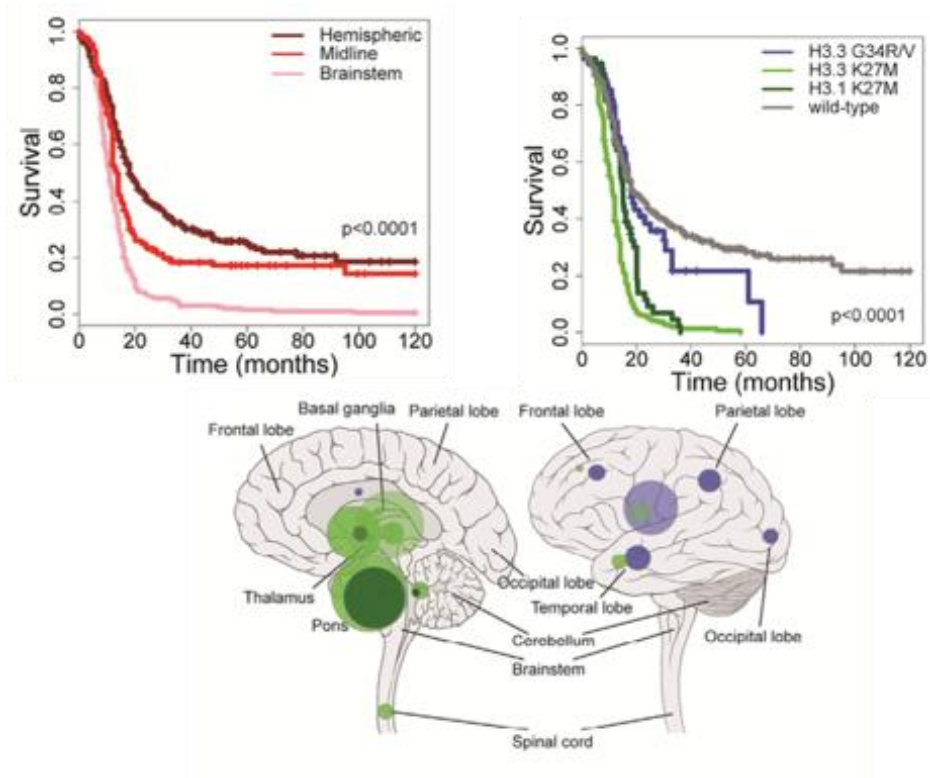 Hemispheric
Midline
Brainstem
p<0.0001
Survival
0.0 0.2 0.4 0.6 0.8 1.0
0 20 40 60 80 100 120
Time (months)
H3.3 G34R/V
H3.3 K27M
H3.1 K27M
wild-type
p<0.0001
Survival
0.0 0.2 0.4 0.6 0.8 1.0
0 20 40 60 80 100 120
Time (months)
Basal ganglia
Parietal lobe
Frontal lobe
Frontal lobe
Parietal lobe
Thalamus
Occipital lobe
Temporal lobe
Pons
Cerebellum
Occipital lobe
Brainstem
Spinal cord